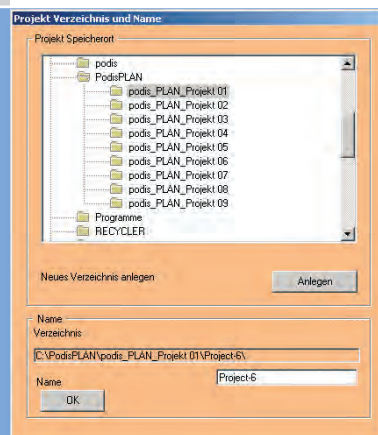 Projekt Verzeichnis und Name
Projekt Speicherort
podis
PodisPLAN
podis_PLAN_Projekt 01
podis_PLAN_Projekt 02
podis_PLAN_Projekt 03
podis_PLAN_Projekt 04
podis_PLAN_Projekt 05
podis_PLAN_Projekt 06
podis_PLAN_Projekt 07
podis_PLAN_Projekt 08
podis_PLAN_Projekt 09
Programme
RECYCLER
Neues Verzeichnis anlegen
Anlegen
Name
Verzeichnis
C:\PodisPLAN\podis_PLAN_Projekt 01\Project-6\
Name
Project-6
OK